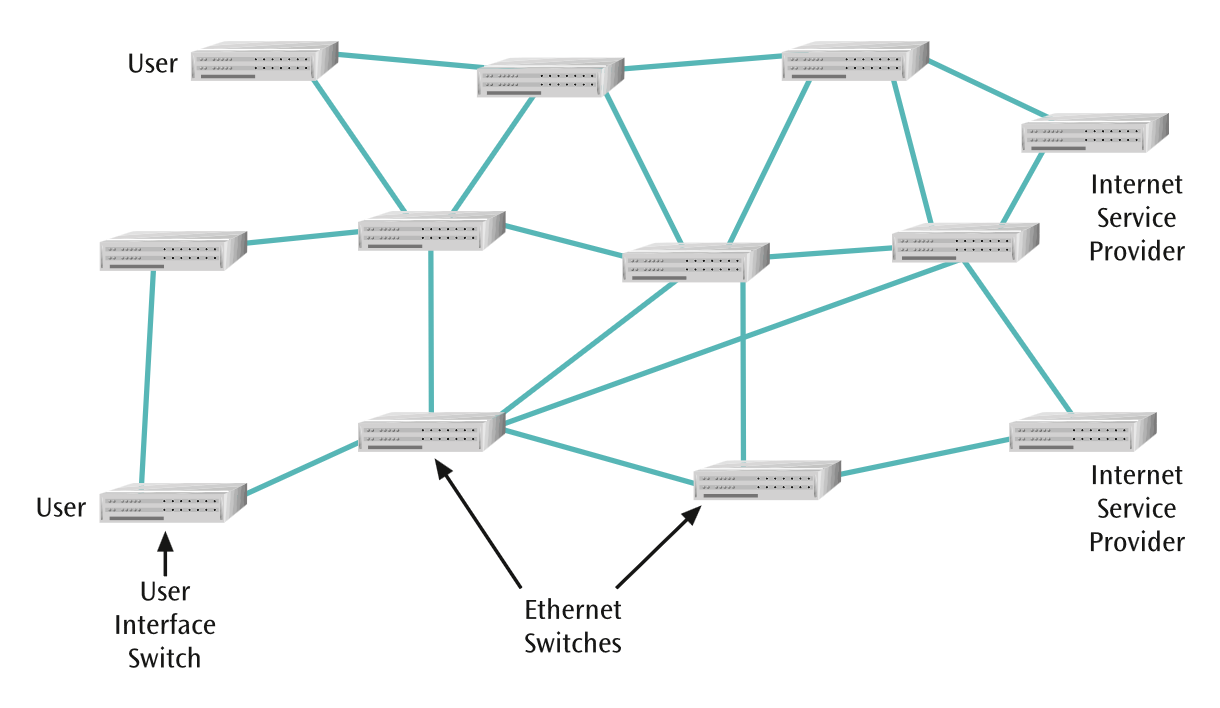 User
Internet
Service
Provider
User
Internet
Service
Provider
User
Interface
Switch
Ethernet
Switches